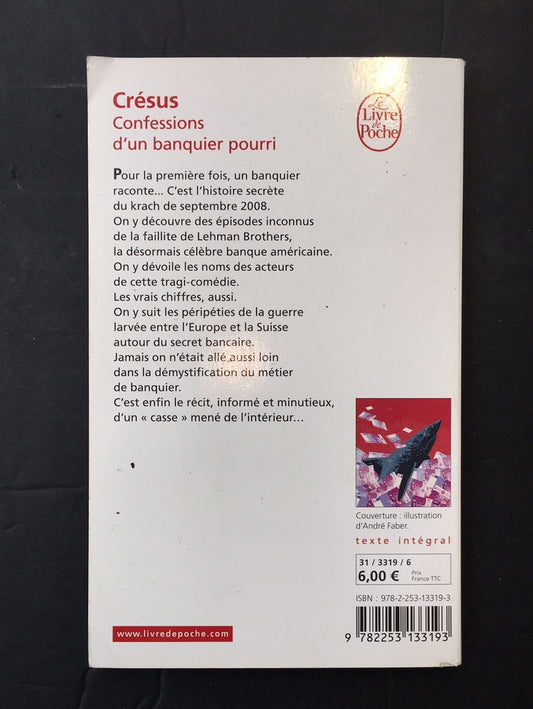 Crésus
Confessions
d'un banquier pourri
Le
Livre
de
Poche
Pour la première fois, un banquier
raconte... C'est l'histoire secrète
du krach de septembre 2008.
On y découvre des épisodes inconnus
de la faillite de Lehman Brothers,
la désormais célèbre banque américaine.
On y dévoile les noms des acteurs
de cette tragi-comédie.
Les vrais chiffres, aussi.
On y suit les péripéties de la guerre
larvée entre l'Europe et la Suisse
autour du secret bancaire.
Jamais on n'était allé aussi loin
dans la démystification du métier
de banquier.
C'est enfin le récit, informé et minutieux,
d'un « casse » mené de l'intérieur...
Couverture : illustration
d'André Faber.
texte intégral
31 / 3319 / 6
6,00 € Prix
France TTC
ISBN : 978-2-253-13319-3
9 782253 133193
www.livredepoche.com